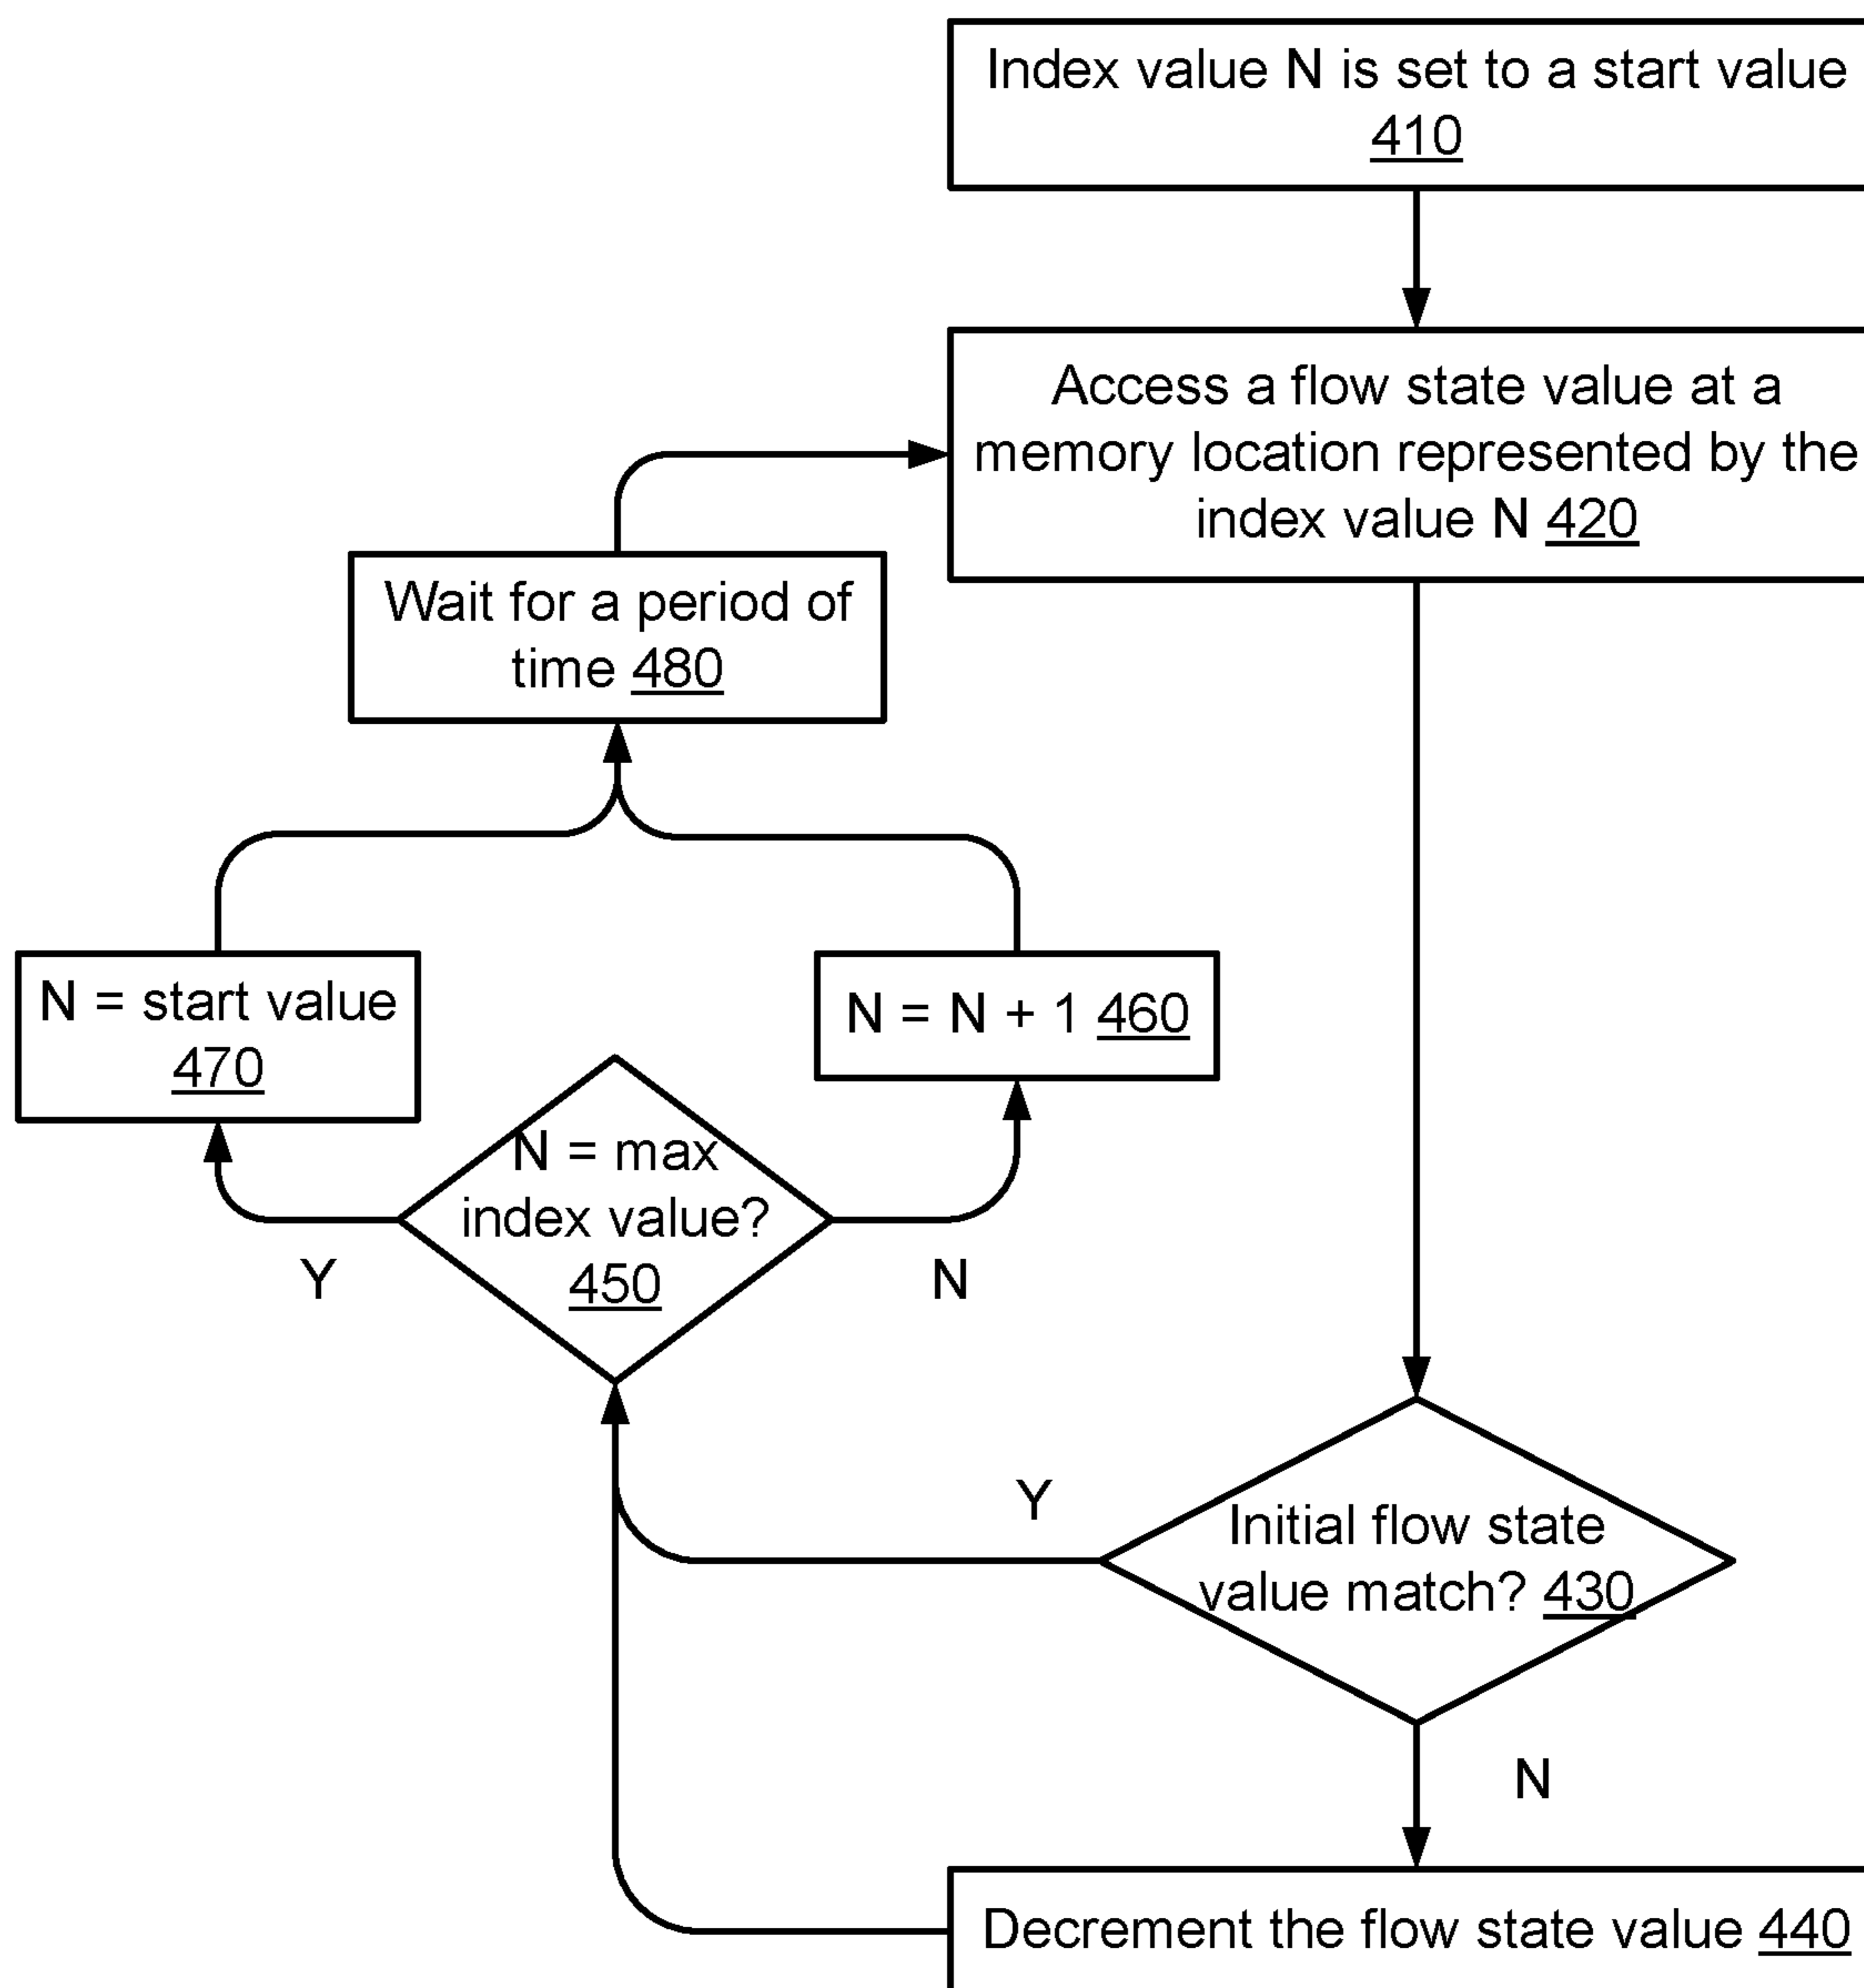 Index value N is set to a start value
410
Access a flow state value at a
memory location represented by the
index value N 420
Wait for a period of
time 480
N = start value
470
N = N + 1 460
N = max
index value?
450
Y
N
Y
Initial flow state
value match? 430
N
Decrement the flow state value 440